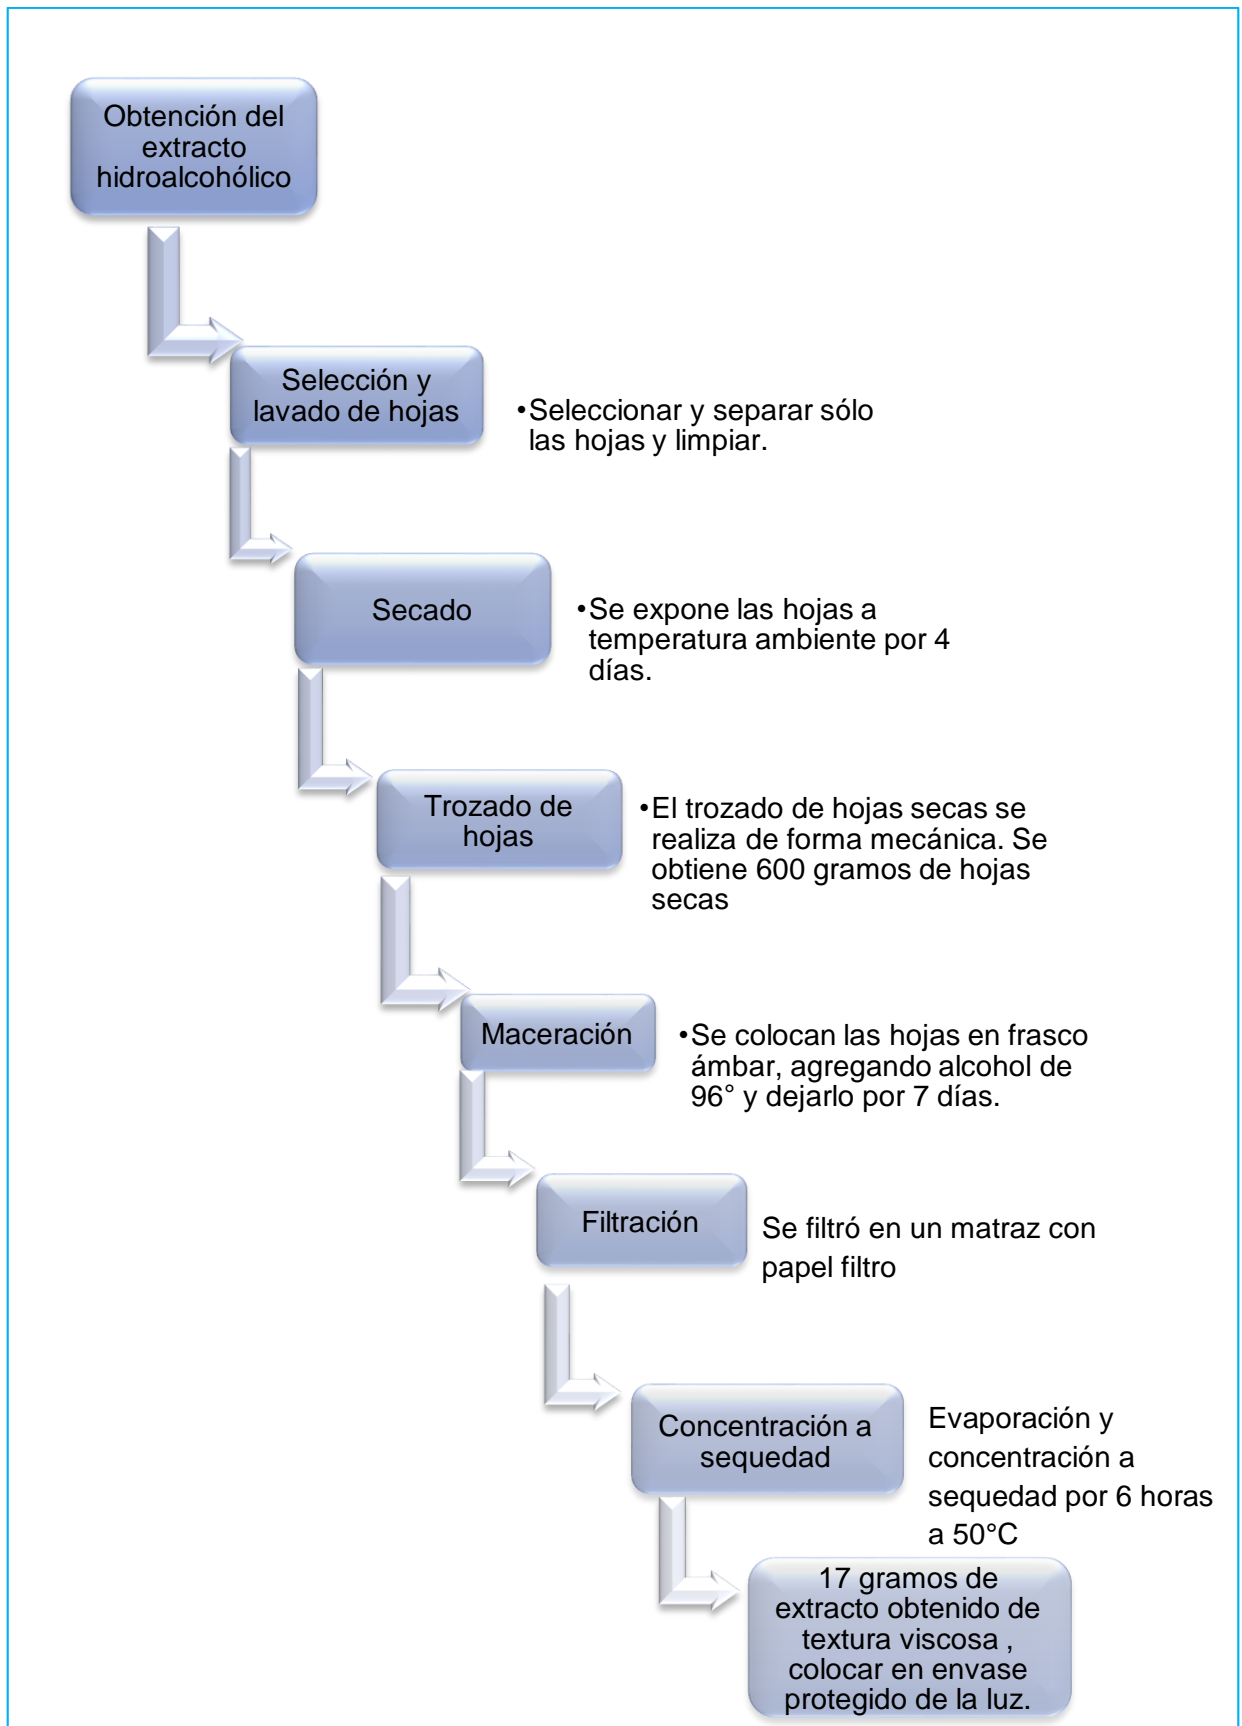 Obtención del
extracto
hidroalcohólico
Selección y
lavado de hojas
•Seleccionar y separar sólo
las hojas y limpiar.
Secado
•Se expone las hojas a
temperatura ambiente por 4
días.
Trozado de
hojas
•El trozado de hojas secas se
realiza de forma mecánica. Se
obtiene 600 gramos de hojas
secas
Maceración
•Se colocan las hojas en frasco
ámbar, agregando alcohol de
96° y dejarlo por 7 días.
Filtración
Se filtró en un matraz con
papel filtro
Concentración a
sequedad
Evaporación y
concentración a
sequedad por 6 horas
a 50°C
17 gramos de
extracto obtenido de
textura viscosa ,
colocar en envase
protegido de la luz.